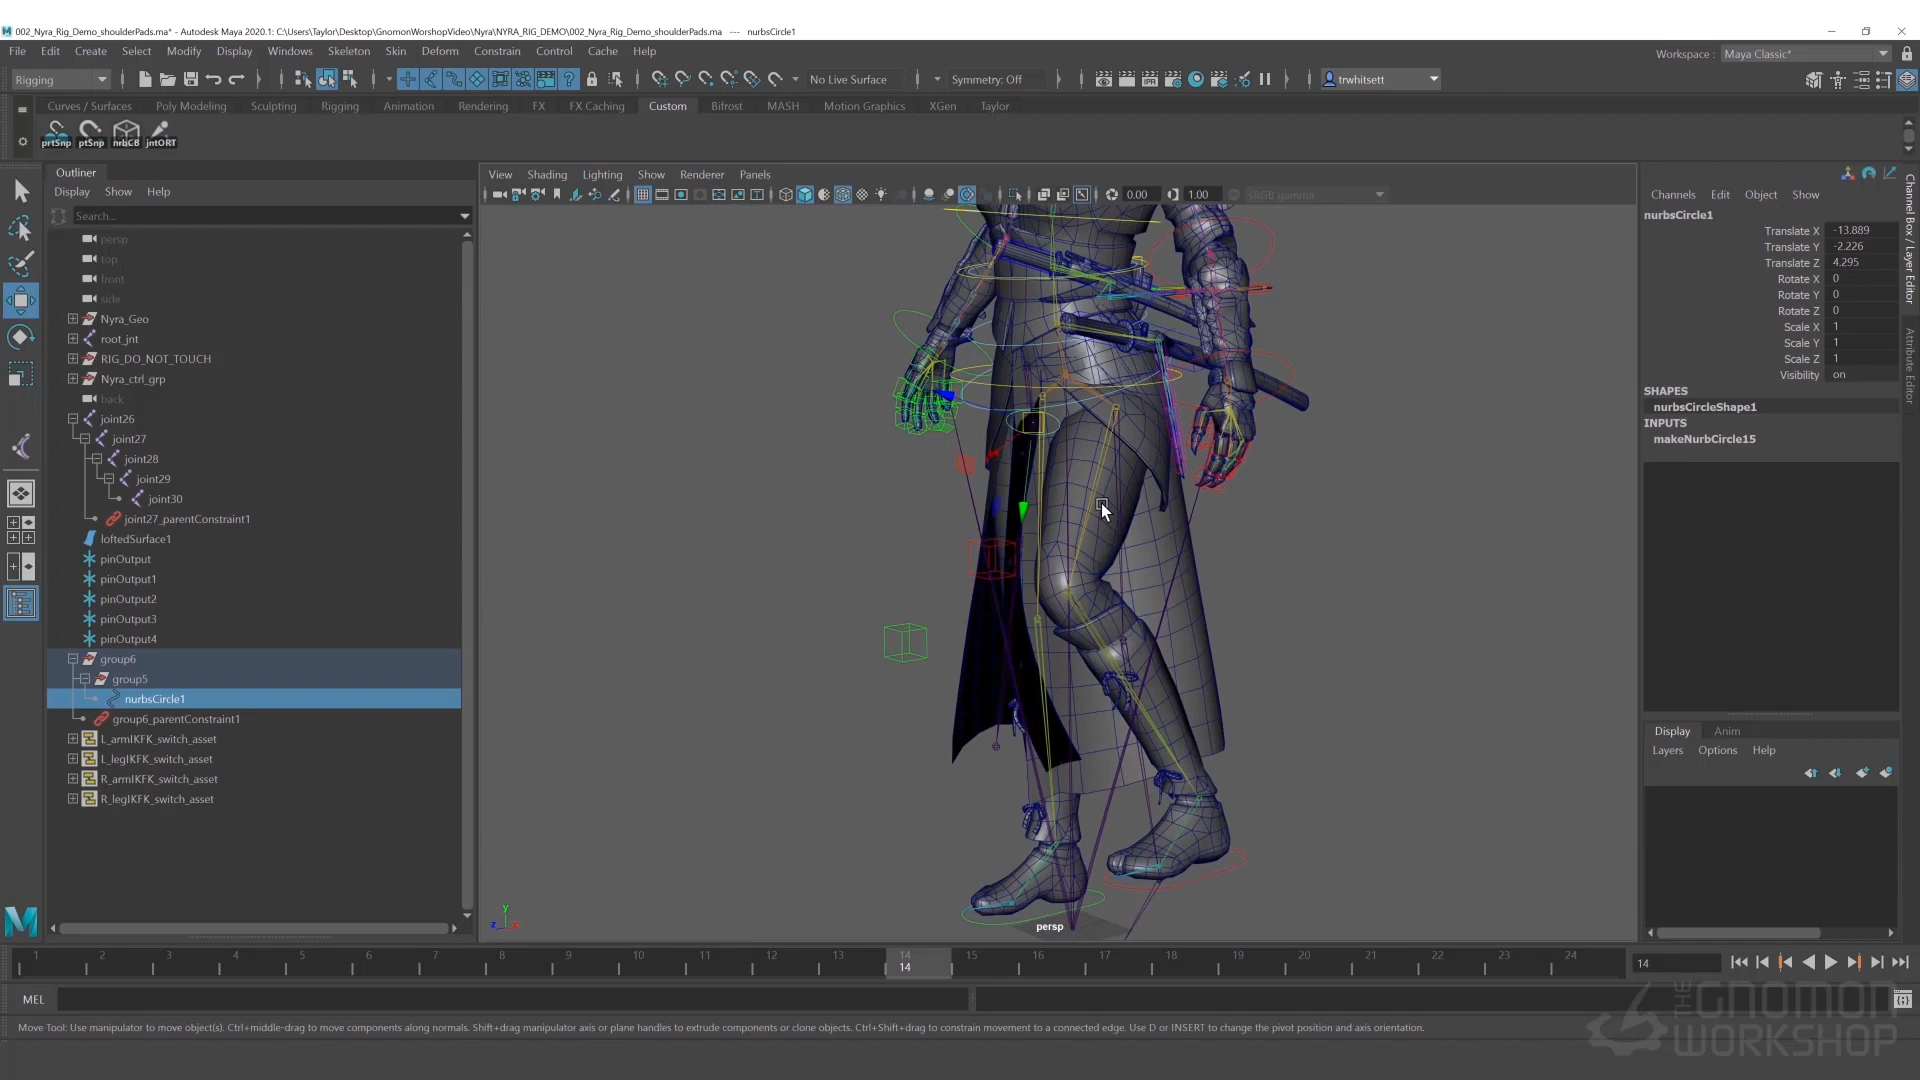 002_Nyra_Rig_Demo_shoulderPads.ma* - Autodesk Maya 2020.1: C:\Users\Taylor\Desktop\GnomonWorshopVideo\Nyra\NYRA_RIG_DEMO\002_Nyra_Rig_Demo_shoulderPads.ma --- nurbsCircle1
File Edit Create Select Modify Display Windows Skeleton Skin Deform Constrain Control Cache Help
Workspace : Maya Classic*
Rigging No Live Surface Symmetry: Off trwhitsett
Curves / Surfaces Poly Modeling Sculpting Rigging Animation Rendering FX FX Caching Custom Bifrost MASH Motion Graphics XGen Taylor
prtSnp ptSnp nrbCB jntORT
Outliner
Display Show Help
Search...
persp
top
front
side
Nyra_Geo
root_jnt
RIG_DO_NOT_TOUCH
Nyra_ctrl_grp
back
joint26
joint27
joint28
joint29
joint30
joint27_parentConstraint1
loftedSurface1
pinOutput
pinOutput1
pinOutput2
pinOutput3
pinOutput4
group6
group5
nurbsCircle1
group6_parentConstraint1
L_armIKFK_switch_asset
L_legIKFK_switch_asset
R_armIKFK_switch_asset
R_legIKFK_switch_asset
View Shading Lighting Show Renderer Panels
0.00 1.00 sRGB gamma
y
z x
persp
Channels Edit Object Show
nurbsCircle1
Translate X -13.889
Translate Y -2.226
Translate Z 4.295
Rotate X 0
Rotate Y 0
Rotate Z 0
Scale X 1
Scale Y 1
Scale Z 1
Visibility on
SHAPES
nurbsCircleShape1
INPUTS
makeNurbCircle15
Channel Box / Layer Editor
Attribute Editor
Display Anim
Layers Options Help
1 2 3 4 5 6 7 8 9 10 11 12 13 14 15 16 17 18 19 20 21 22 23 24
14
14
MEL
Move Tool: Use manipulator to move object(s). Ctrl+middle-drag to move components along normals. Shift+drag manipulator axis or plane handles to extrude components or clone objects. Ctrl+Shift+drag to constrain movement to a connected edge. Use D or INSERT to change the pivot position and axis orientation.
THE GNOMON WORKSHOP